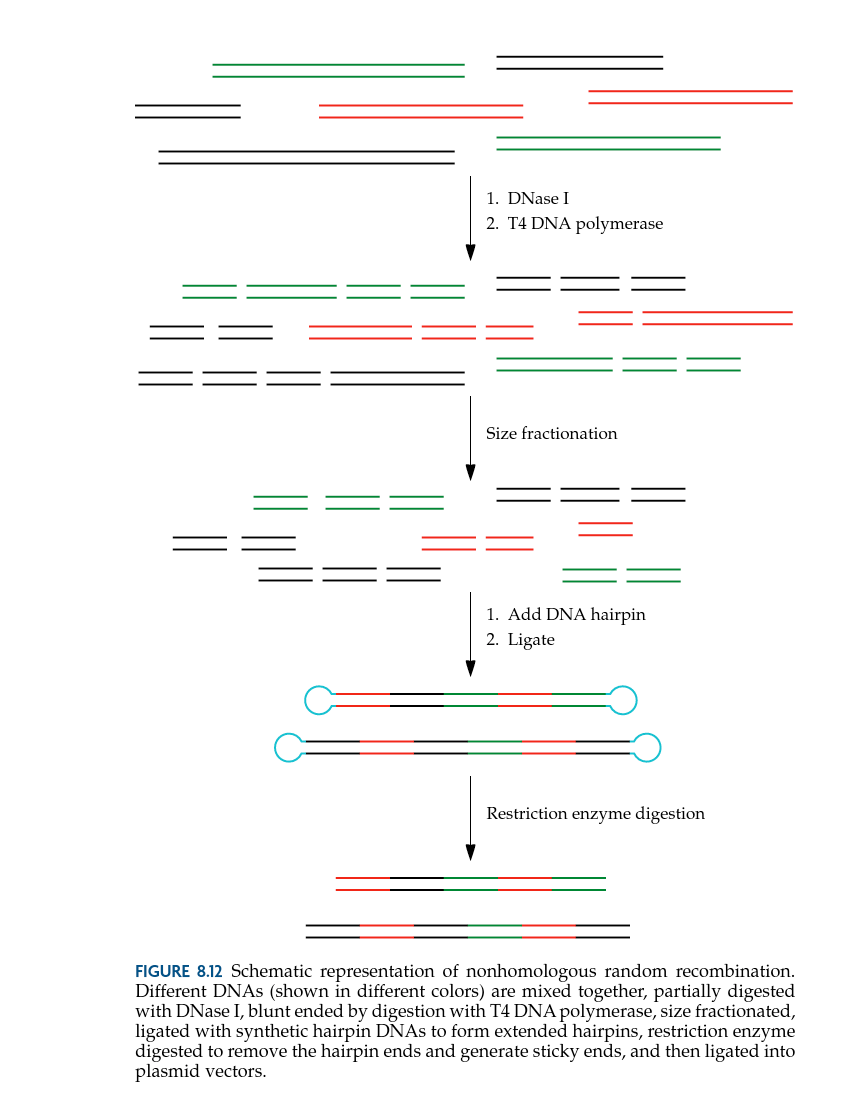 1. DNase I
2. T4 DNA polymerase
Size fractionation
1. Add DNA hairpin
2. Ligate
Restriction enzyme digestion
FIGURE 8.12 Schematic representation of nonhomologous random recombination.
Different DNAs (shown in different colors) are mixed together, partially digested
with DNase I, blunt ended by digestion with T4 DNA polymerase, size fractionated,
ligated with synthetic hairpin DNAs to form extended hairpins, restriction enzyme
digested to remove the hairpin ends and generate sticky ends, and then ligated into
plasmid vectors.